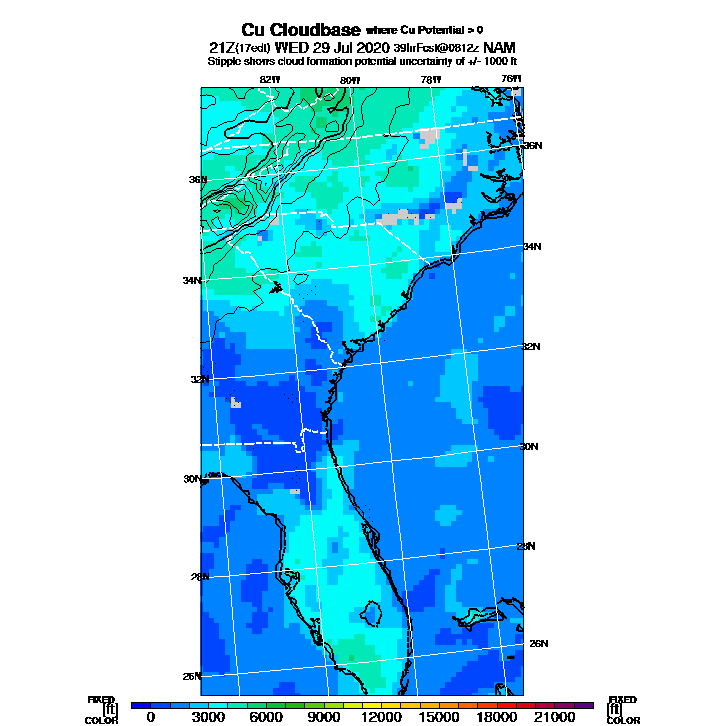 Cu Cloudbase where Cu Potential > 0
21Z(17edt) WED 29 Jul 2020 39hrFcst@0812z NAM
Stipple shows cloud formation potential uncertainty of +/- 1000 ft
82W 80W 78W 76W
36N 36N
34N 34N
32N 32N
30N 30N
28N 28N
26N 26N
FIXED FIXED
[ft] [ft]
COLOR COLOR
0 3000 6000 9000 12000 15000 18000 21000